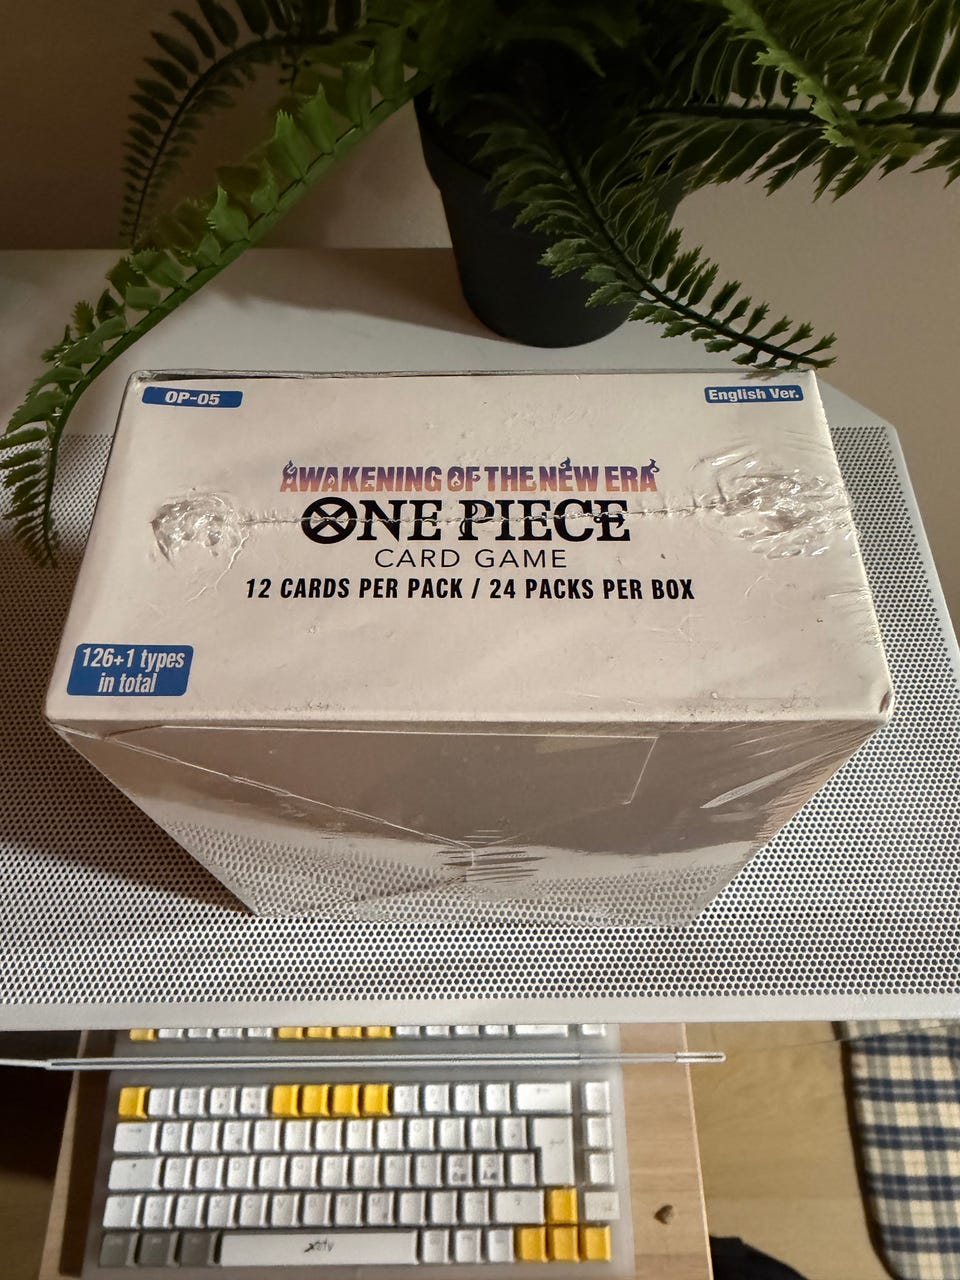 OP-05
English Ver.
AWAKENING OF THE NEW ERA
ONE PIECE
CARD GAME
12 CARDS PER PACK / 24 PACKS PER BOX
126+1 types
in total